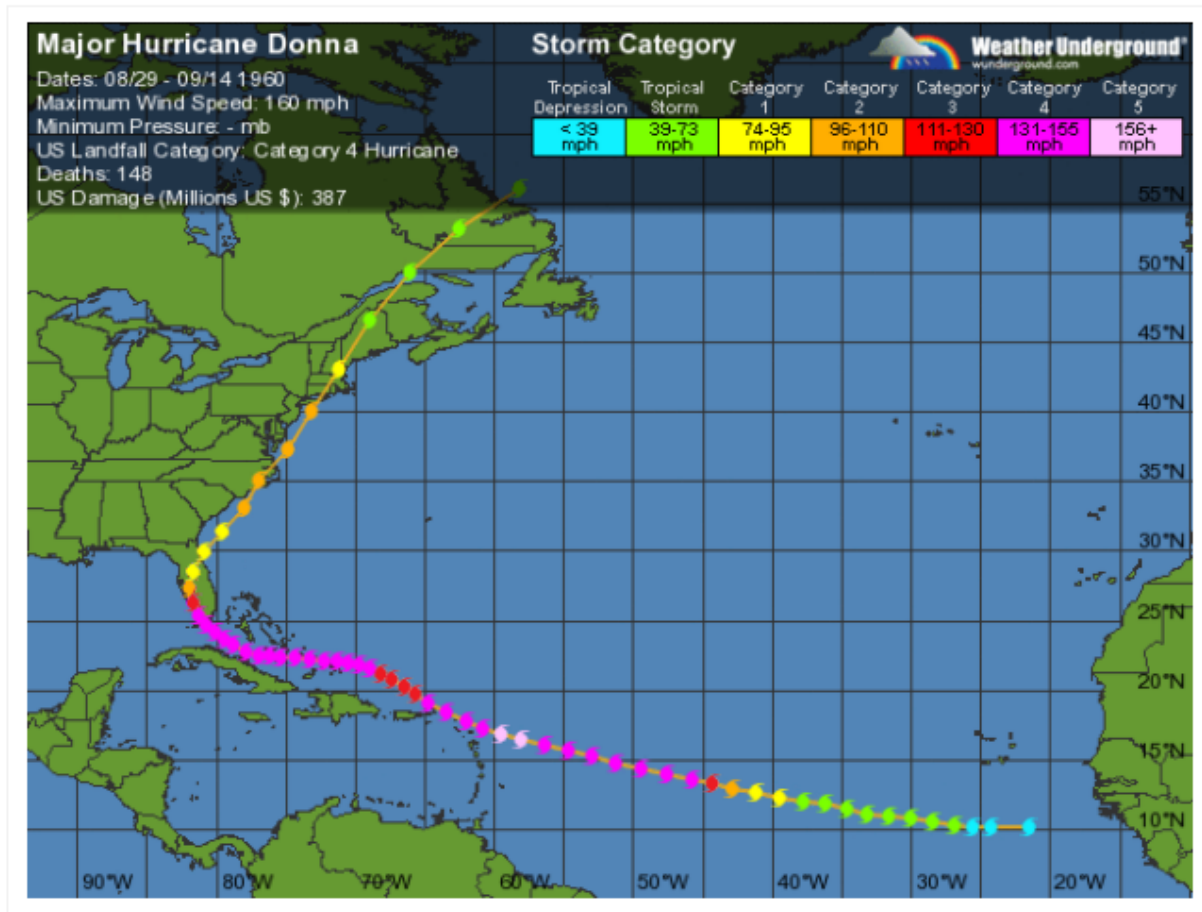 Major Hurricane Donna
Dates: 08/29 - 09/14 1960
Maximum Wind Speed: 160 mph
Minimum Pressure: - mb
US Landfall Category: Category 4 Hurricane
Deaths: 148
US Damage (Millions US $): 387
Storm Category
Weather Underground®
wunderground.com
Tropical Depression Tropical Storm Category 1 Category 2 Category 3 Category 4 Category 5
< 39 mph 39-73 mph 74-95 mph 96-110 mph 111-130 mph 131-155 mph 156+ mph
55°N
50°N
45°N
40°N
35°N
30°N
25°N
20°N
15°N
10°N
90°W 80°W 70°W 60°W 50°W 40°W 30°W 20°W